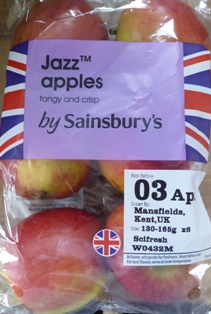 Jazz™
apples
tangy and crisp
by Sainsbury's
Best Before
03 Ap
Grown By:
Mansfields,
Kent,UK
Size: 130-165g x6
Scifresh
W0432M